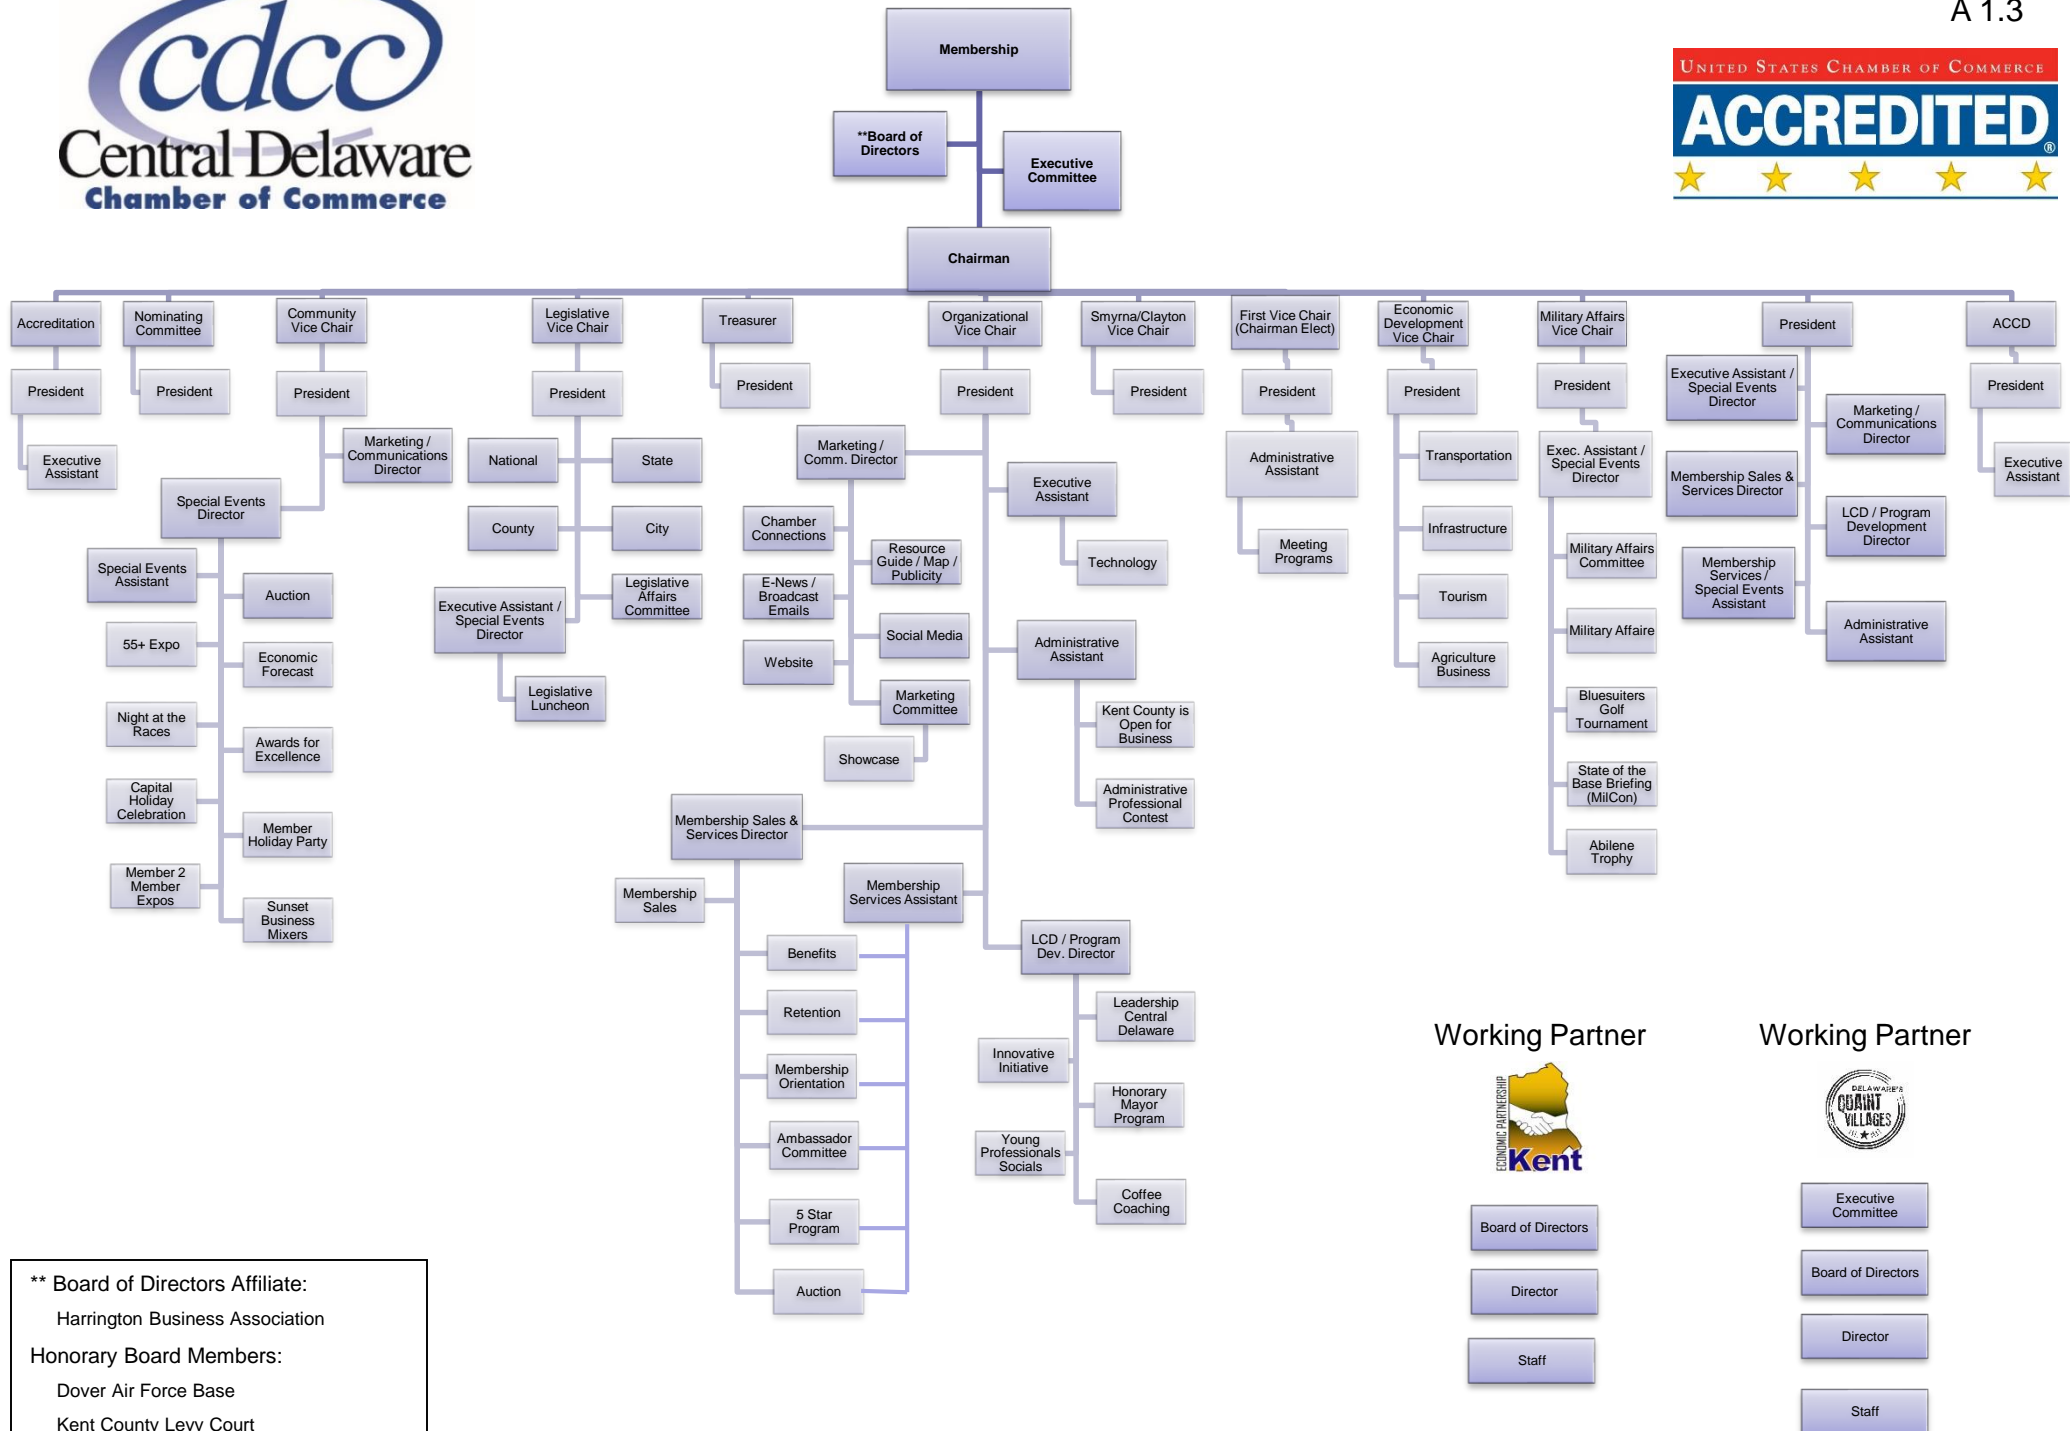 A 1.3
cdcc
Central Delaware
Chamber of Commerce
UNITED STATES CHAMBER OF COMMERCE
ACCREDITED®
Membership
**Board of
Directors
Executive
Committee
Chairman
Accreditation
President
Executive
Assistant
Nominating
Committee
President
Community
Vice Chair
President
Marketing /
Communications
Director
Special Events
Director
Special Events
Assistant
Auction
55+ Expo
Economic
Forecast
Night at the
Races
Awards for
Excellence
Capital
Holiday
Celebration
Member
Holiday Party
Member 2
Member
Expos
Sunset
Business
Mixers
Legislative
Vice Chair
President
National
State
County
City
Legislative
Affairs
Committee
Executive Assistant /
Special Events
Director
Legislative
Luncheon
Treasurer
President
Organizational
Vice Chair
President
Marketing /
Comm. Director
Chamber
Connections
Resource
Guide / Map /
Publicity
E-News /
Broadcast
Emails
Social Media
Website
Marketing
Committee
Showcase
Executive
Assistant
Technology
Administrative
Assistant
Kent County is
Open for
Business
Administrative
Professional
Contest
Membership Sales &
Services Director
Membership
Sales
Membership
Services Assistant
Benefits
Retention
Membership
Orientation
Ambassador
Committee
5 Star
Program
Auction
LCD / Program
Dev. Director
Leadership
Central
Delaware
Innovative
Initiative
Honorary
Mayor
Program
Young
Professionals
Socials
Coffee
Coaching
Smyrna/Clayton
Vice Chair
President
First Vice Chair
(Chairman Elect)
President
Administrative
Assistant
Meeting
Programs
Economic
Development
Vice Chair
President
Transportation
Infrastructure
Tourism
Agriculture
Business
Military Affairs
Vice Chair
President
Exec. Assistant /
Special Events
Director
Military Affairs
Committee
Military Affaire
Bluesuiters
Golf
Tournament
State of the
Base Briefing
(MilCon)
Abilene
Trophy
President
Executive Assistant /
Special Events
Director
Marketing /
Communications
Director
Membership Sales &
Services Director
LCD / Program
Development
Director
Membership
Services /
Special Events
Assistant
Administrative
Assistant
ACCD
President
Executive
Assistant
Working Partner
ECONOMIC PARTNERSHIP
Kent
Board of Directors
Director
Staff
Working Partner
DELAWARE'S
QUAINT
VILLAGES
Executive
Committee
Board of Directors
Director
Staff
** Board of Directors Affiliate:
Harrington Business Association
Honorary Board Members:
Dover Air Force Base
Kent County Levy Court